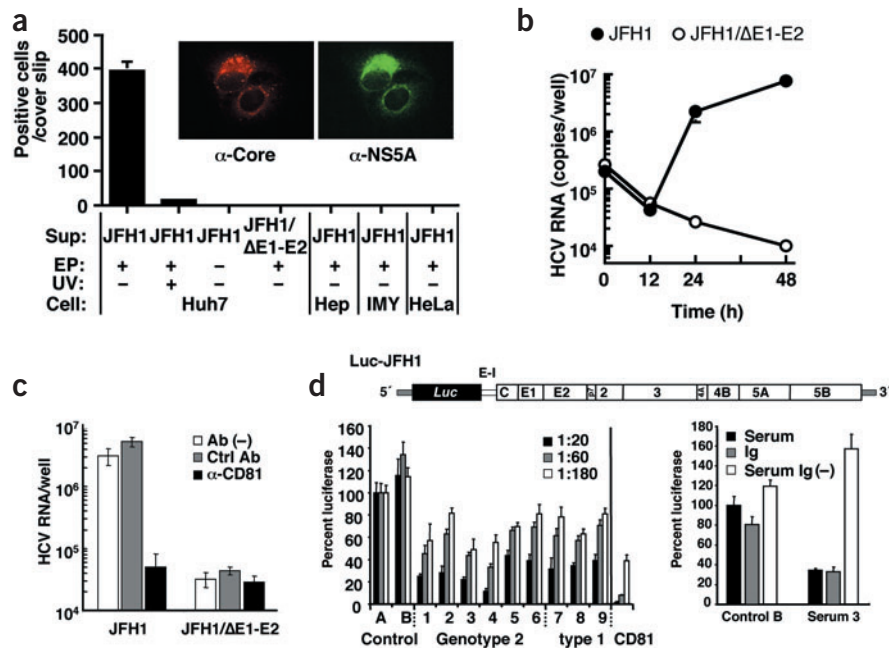 a
500
400
300
200
100
0
Positive cells
/cover slip
α-Core
α-NS5A
Sup: JFH1 JFH1 JFH1 JFH1/ΔE1-E2 JFH1 JFH1 JFH1
EP: + + − + + + +
UV: − + − − − − −
Cell: Huh7 Hep IMY HeLa
b
JFH1 JFH1/ΔE1-E2
HCV RNA (copies/well)
10⁷
10⁶
10⁵
10⁴
0 12 24 48
Time (h)
c
HCV RNA/well
10⁷
10⁶
10⁵
10⁴
Ab (−)
Ctrl Ab
α-CD81
JFH1 JFH1/ΔE1-E2
d
Luc-JFH1
E-I
5´ Luc C E1 E2 p7 2 3 4A 4B 5A 5B 3´
Percent luciferase
160
140
120
100
80
60
40
20
0
1:20
1:60
1:180
A B 1 2 3 4 5 6 7 8 9
Control Genotype 2 type 1 CD81
Percent luciferase
180
160
140
120
100
80
60
40
20
0
Serum
Ig
Serum Ig (−)
Control B Serum 3